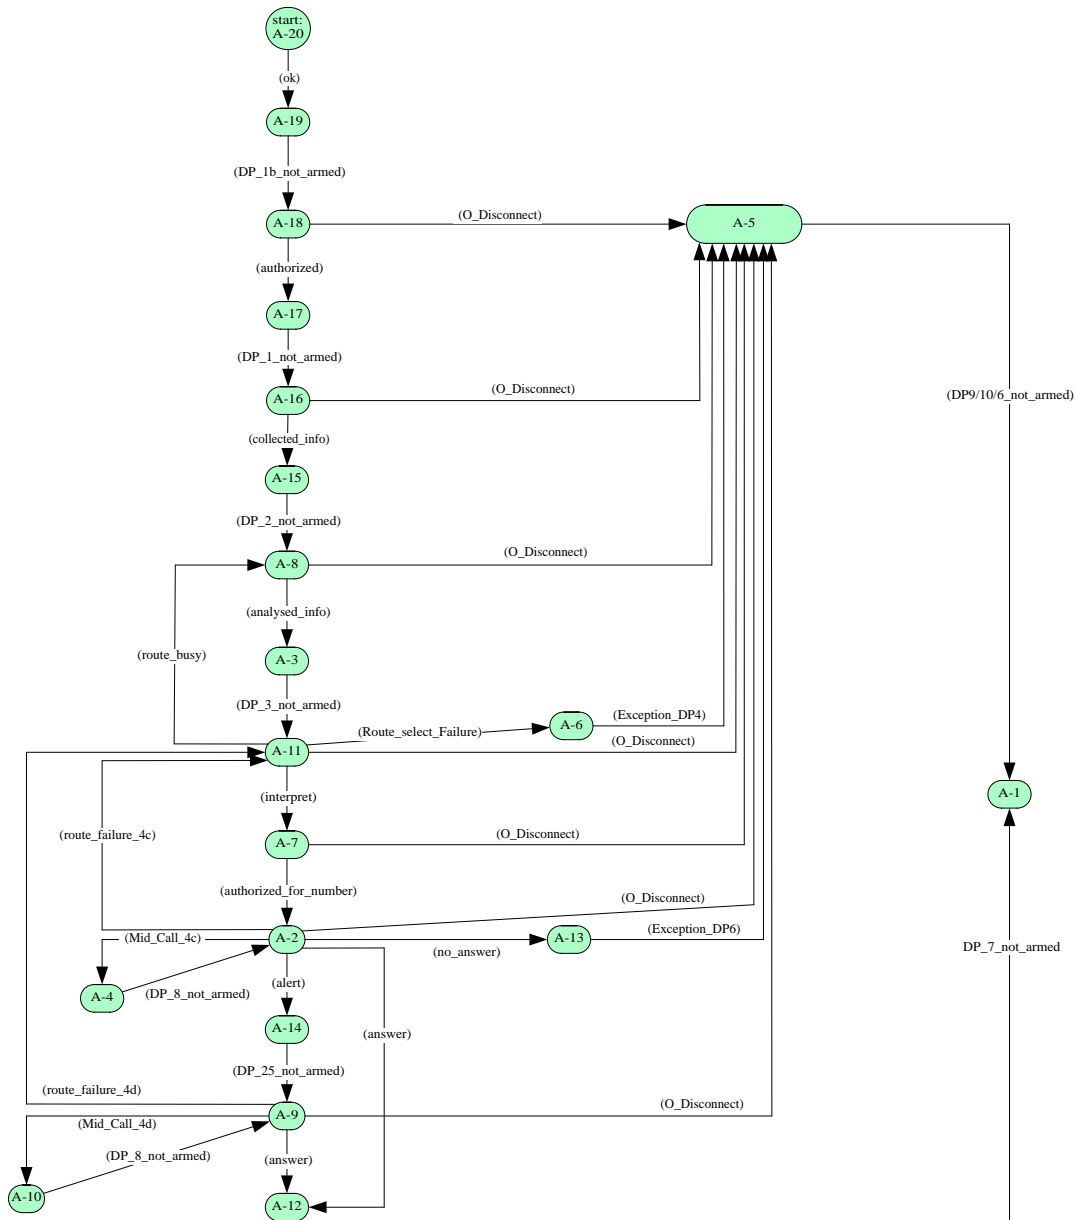 start:
A-20
(ok)
A-19
(DP_1b_not_armed)
(O_Disconnect)
A-18
A-5
(authorized)
A-17
(DP_1_not_armed)
(O_Disconnect)
(DP9/10/6_not_armed)
A-16
(collected_info)
A-15
(DP_2_not_armed)
(O_Disconnect)
A-8
(analysed_info)
(route_busy)
A-3
(DP_3_not_armed)
(Exception_DP4)
A-6
(Route_select_Failure)
(O_Disconnect)
A-11
A-1
(interpret)
(route_failure_4c)
(O_Disconnect)
A-7
(authorized_for_number)
(O_Disconnect)
(Mid_Call_4c)
A-2
A-13
(Exception_DP6)
(no_answer)
DP_7_not_armed
(alert)
(DP_8_not_armed)
A-4
A-14
(answer)
(DP_25_not_armed)
(route_failure_4d)
(O_Disconnect)
A-9
(Mid_Call_4d)
(DP_8_not_armed)
(answer)
A-10
A-12